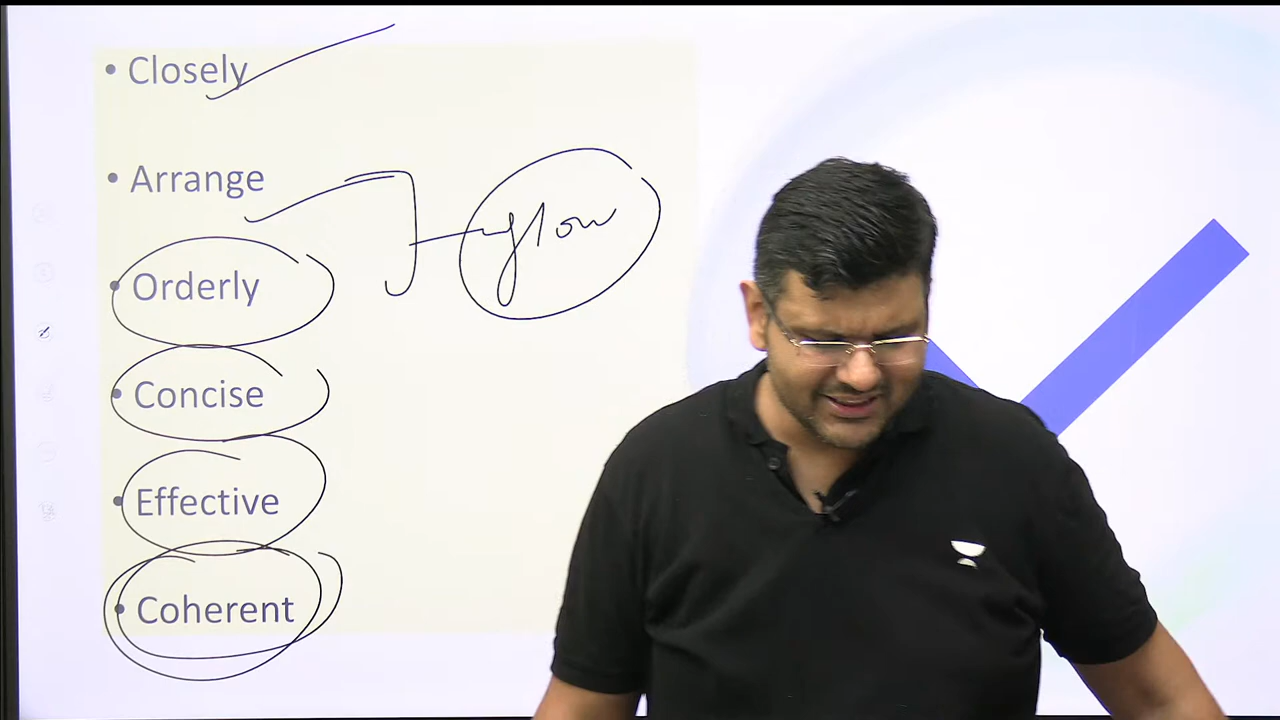 • Closely
• Arrange
• Orderly
• Concise
• Effective
• Coherent
flow